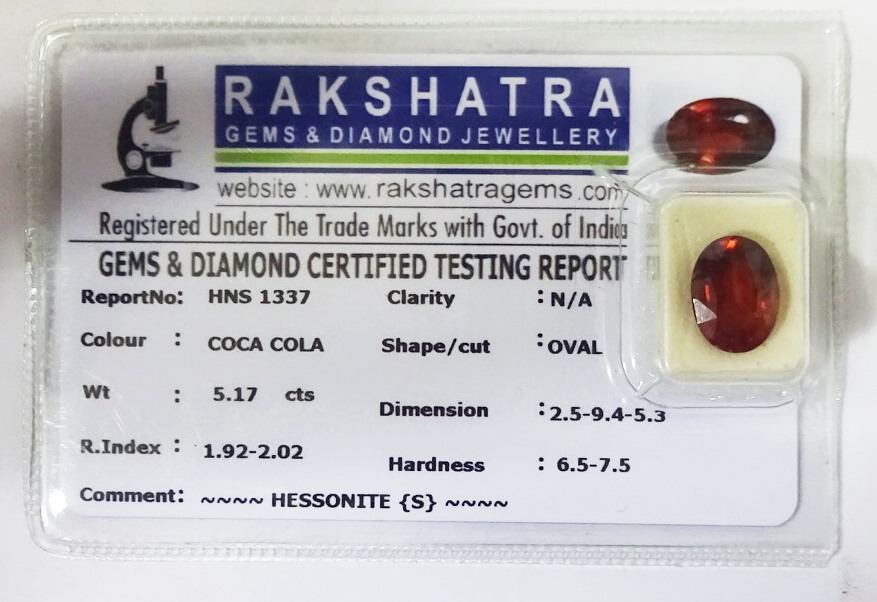 RAKSHATRA
GEMS & DIAMOND JEWELLERY
website : www.rakshatragems.com
Registered Under The Trade Marks with Govt. of India
GEMS & DIAMOND CERTIFIED TESTING REPORT
ReportNo: HNS 1337 Clarity : N/A
Colour : COCA COLA Shape/cut : OVAL
Wt : 5.17 cts Dimension : 2.5-9.4-5.3
R.Index : 1.92-2.02 Hardness : 6.5-7.5
Comment: ~~~~ HESSONITE {S} ~~~~